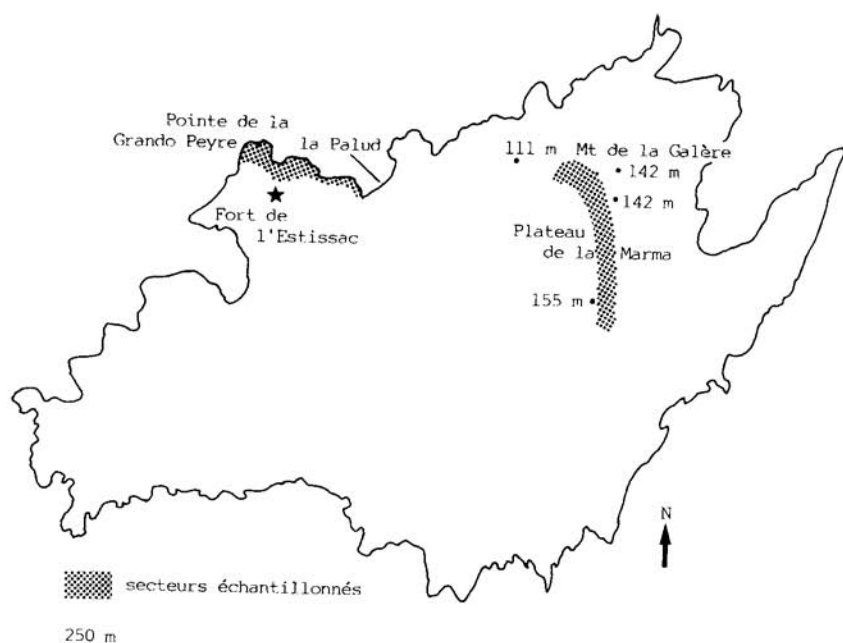 Pointe de la
Grando Peyre
la Palud
Fort de
l'Estissac
111 m
Mt de la Galère
142 m
142 m
Plateau
de la Marma
155 m
N
secteurs échantillonnés
250 m